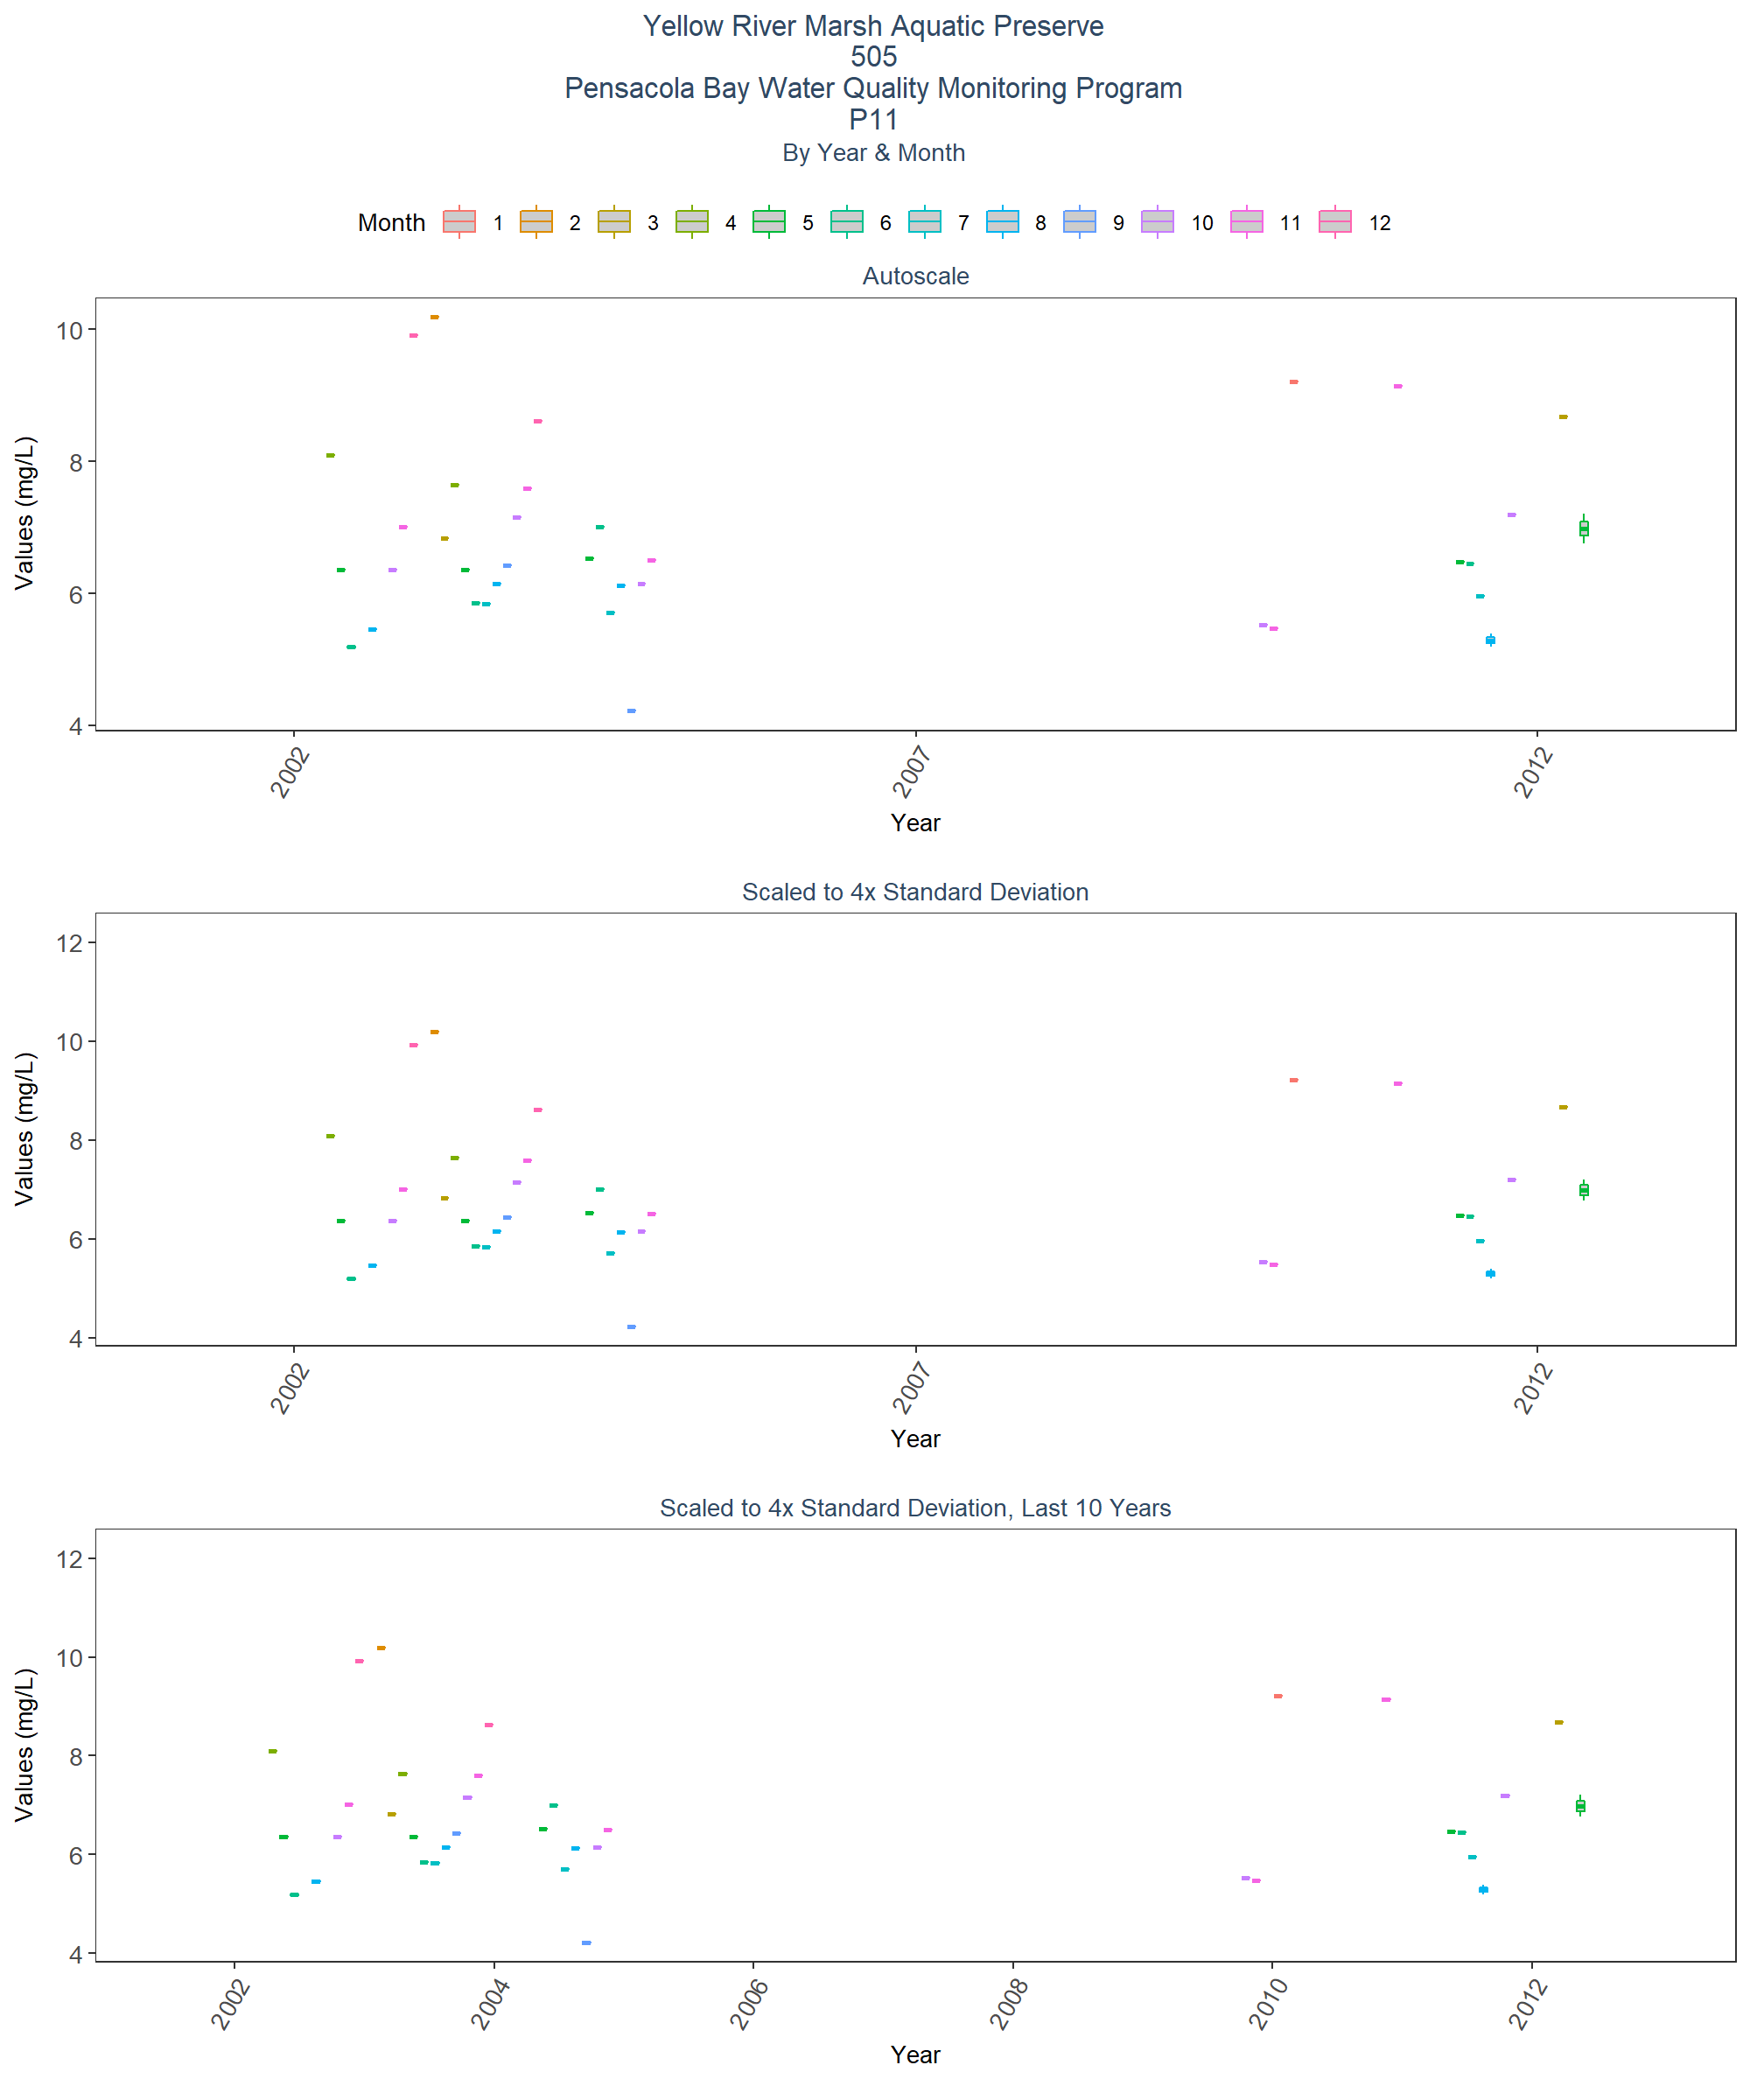 Yellow River Marsh Aquatic Preserve
505
Pensacola Bay Water Quality Monitoring Program
P11
By Year & Month
Month 1 2 3 4 5 6 7 8 9 10 11 12
Autoscale
Values (mg/L)
10
8
6
4
2002 2007 2012
Year
Scaled to 4x Standard Deviation
Values (mg/L)
12
10
8
6
4
2002 2007 2012
Year
Scaled to 4x Standard Deviation, Last 10 Years
Values (mg/L)
12
10
8
6
4
2002 2004 2006 2008 2010 2012
Year